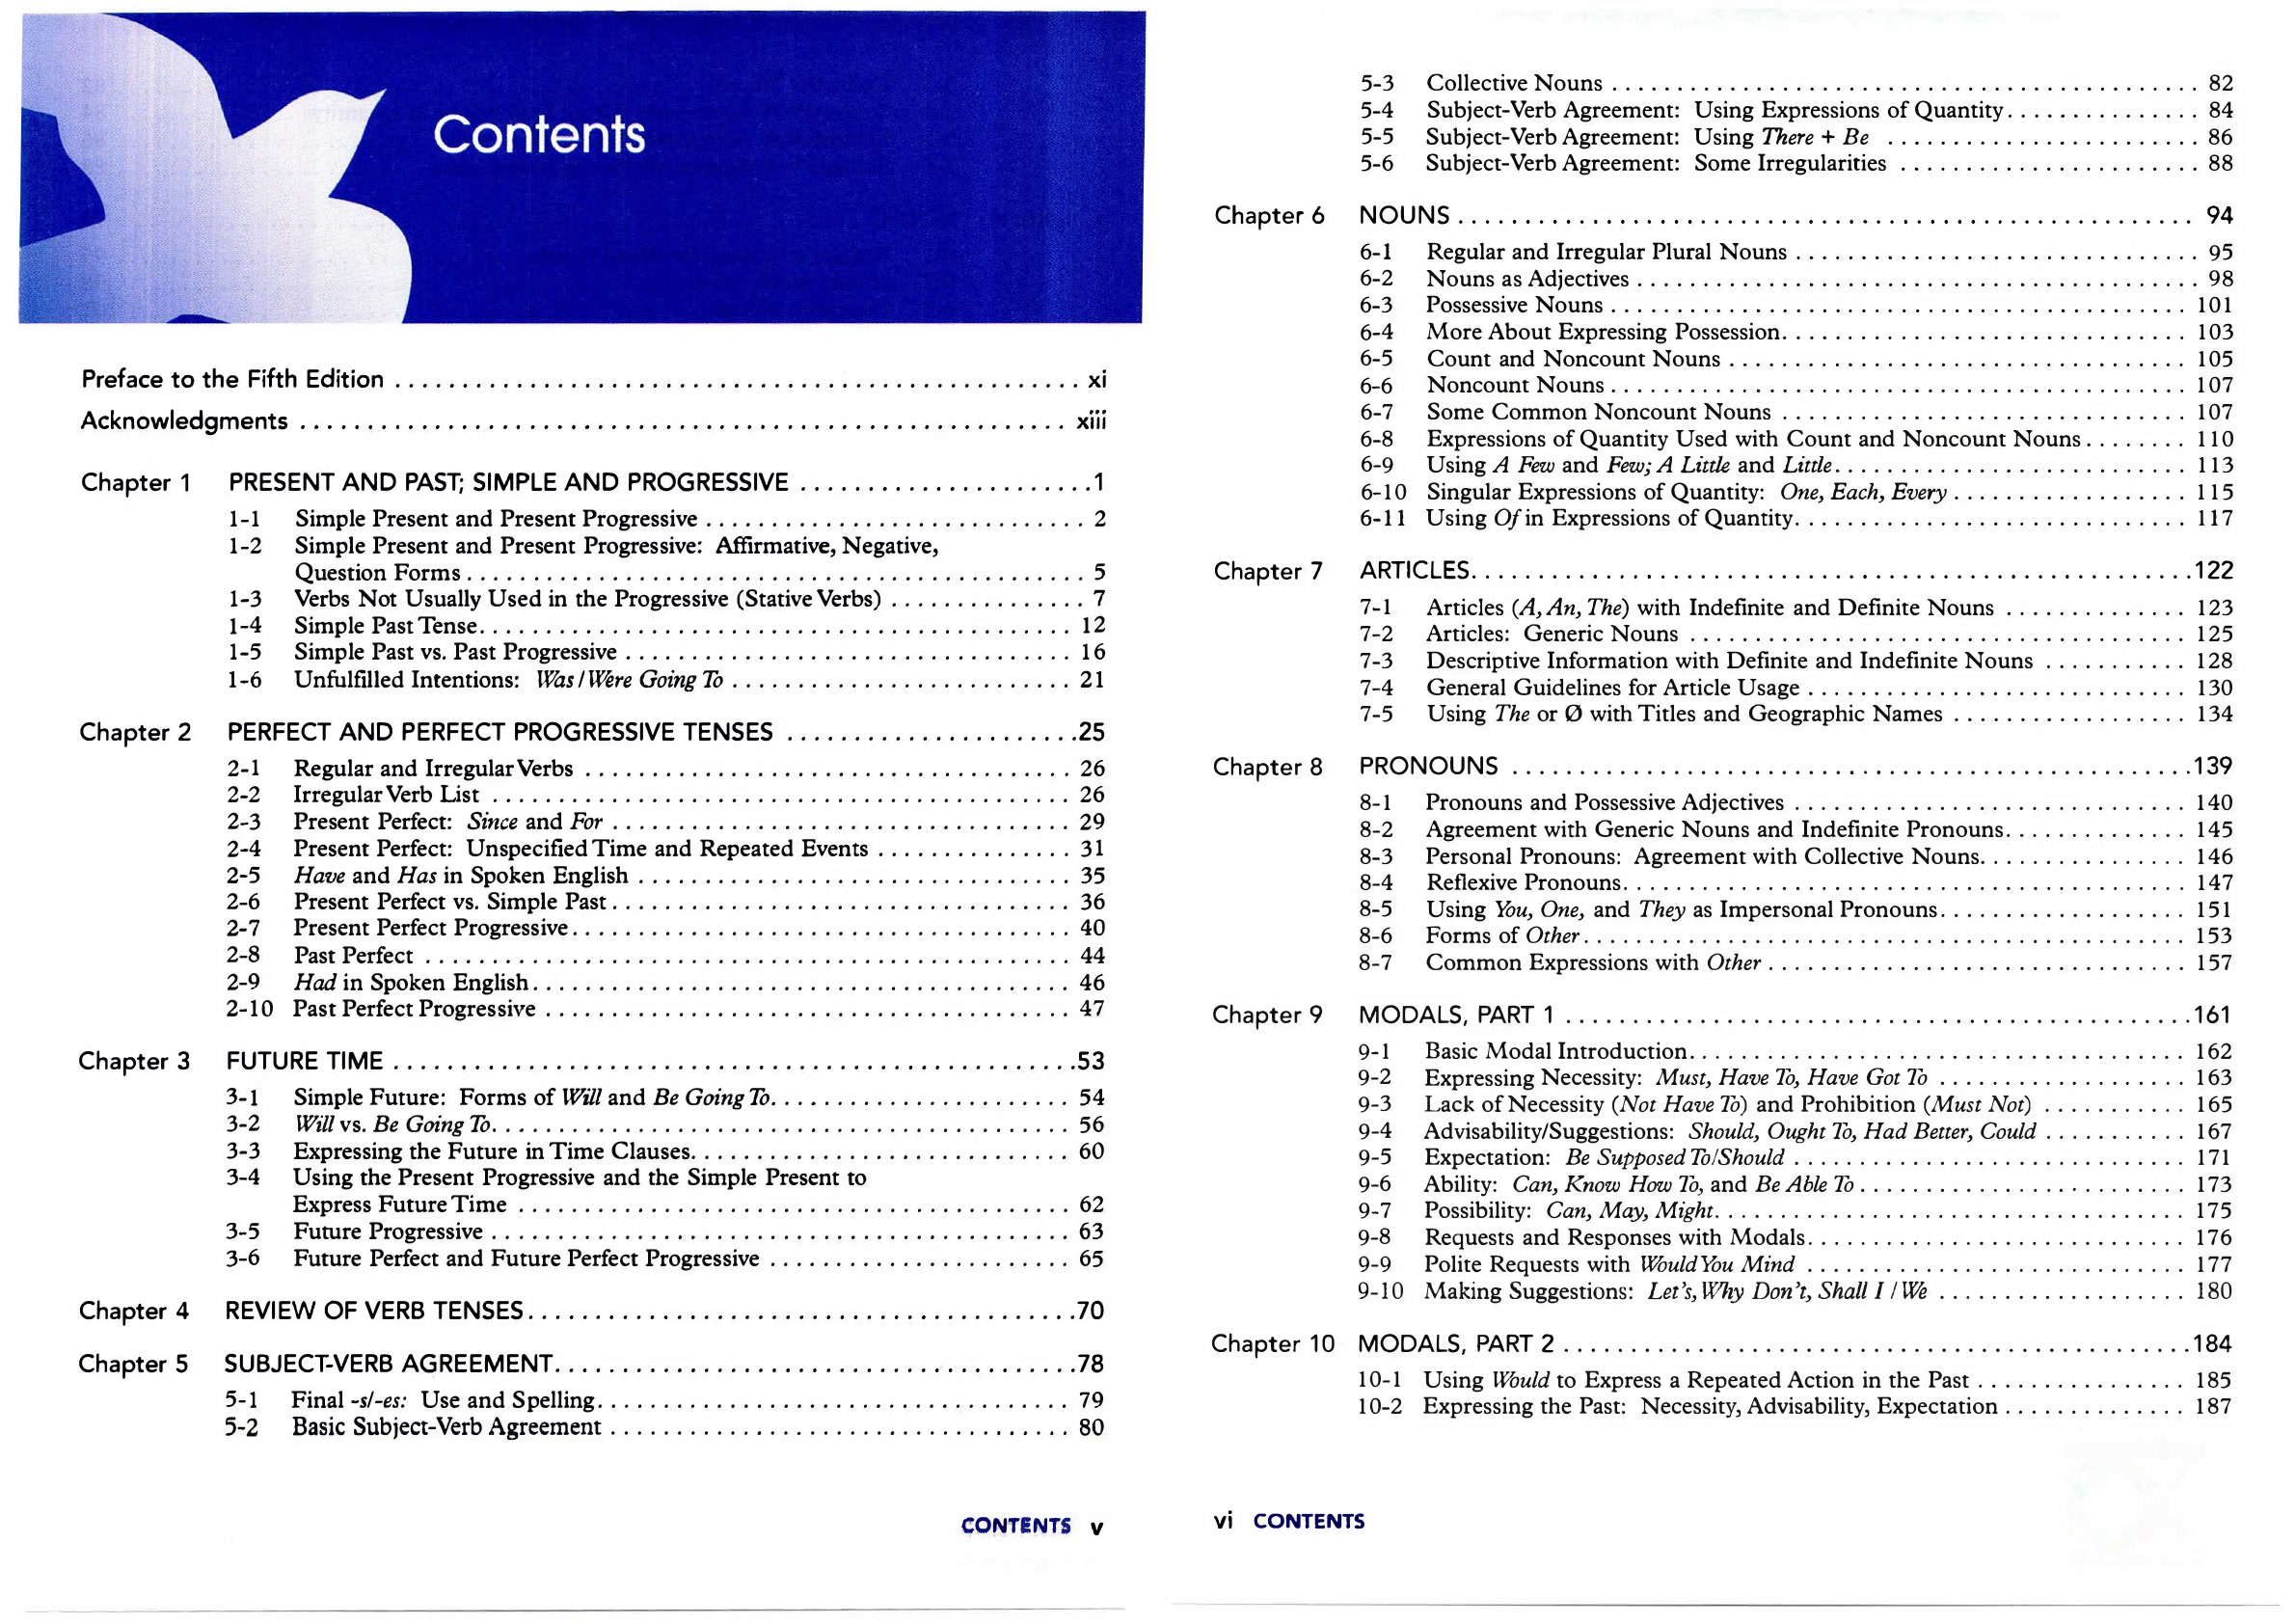 Contents
Preface to the Fifth Edition . . . . . . . . . . xi
Acknowledgments . . . . . . . . . . xiii
Chapter 1 PRESENT AND PAST; SIMPLE AND PROGRESSIVE . . . . . . . . . . 1
1-1 Simple Present and Present Progressive . . . . . . . . . . 2
1-2 Simple Present and Present Progressive: Affirmative, Negative,
Question Forms . . . . . . . . . . 5
1-3 Verbs Not Usually Used in the Progressive (Stative Verbs) . . . . . . . . . . 7
1-4 Simple Past Tense . . . . . . . . . . 12
1-5 Simple Past vs. Past Progressive . . . . . . . . . . 16
1-6 Unfulfilled Intentions: Was / Were Going To . . . . . . . . . . 21
Chapter 2 PERFECT AND PERFECT PROGRESSIVE TENSES . . . . . . . . . . 25
2-1 Regular and Irregular Verbs . . . . . . . . . . 26
2-2 Irregular Verb List . . . . . . . . . . 26
2-3 Present Perfect: Since and For . . . . . . . . . . 29
2-4 Present Perfect: Unspecified Time and Repeated Events . . . . . . . . . . 31
2-5 Have and Has in Spoken English . . . . . . . . . . 35
2-6 Present Perfect vs. Simple Past . . . . . . . . . . 36
2-7 Present Perfect Progressive . . . . . . . . . . 40
2-8 Past Perfect . . . . . . . . . . 44
2-9 Had in Spoken English . . . . . . . . . . 46
2-10 Past Perfect Progressive . . . . . . . . . . 47
Chapter 3 FUTURE TIME . . . . . . . . . . 53
3-1 Simple Future: Forms of Will and Be Going To . . . . . . . . . . 54
3-2 Will vs. Be Going To . . . . . . . . . . 56
3-3 Expressing the Future in Time Clauses . . . . . . . . . . 60
3-4 Using the Present Progressive and the Simple Present to
Express Future Time . . . . . . . . . . 62
3-5 Future Progressive . . . . . . . . . . 63
3-6 Future Perfect and Future Perfect Progressive . . . . . . . . . . 65
Chapter 4 REVIEW OF VERB TENSES . . . . . . . . . . 70
Chapter 5 SUBJECT-VERB AGREEMENT . . . . . . . . . . 78
5-1 Final -s/-es: Use and Spelling . . . . . . . . . . 79
5-2 Basic Subject-Verb Agreement . . . . . . . . . . 80
CONTENTS v
5-3 Collective Nouns . . . . . . . . . . 82
5-4 Subject-Verb Agreement: Using Expressions of Quantity . . . . . . . . . . 84
5-5 Subject-Verb Agreement: Using There + Be . . . . . . . . . . 86
5-6 Subject-Verb Agreement: Some Irregularities . . . . . . . . . . 88
Chapter 6 NOUNS . . . . . . . . . . 94
6-1 Regular and Irregular Plural Nouns . . . . . . . . . . 95
6-2 Nouns as Adjectives . . . . . . . . . . 98
6-3 Possessive Nouns . . . . . . . . . . 101
6-4 More About Expressing Possession . . . . . . . . . . 103
6-5 Count and Noncount Nouns . . . . . . . . . . 105
6-6 Noncount Nouns . . . . . . . . . . 107
6-7 Some Common Noncount Nouns . . . . . . . . . . 107
6-8 Expressions of Quantity Used with Count and Noncount Nouns . . . . . . . . . . 110
6-9 Using A Few and Few; A Little and Little . . . . . . . . . . 113
6-10 Singular Expressions of Quantity: One, Each, Every . . . . . . . . . . 115
6-11 Using Of in Expressions of Quantity . . . . . . . . . . 117
Chapter 7 ARTICLES . . . . . . . . . . 122
7-1 Articles (A, An, The) with Indefinite and Definite Nouns . . . . . . . . . . 123
7-2 Articles: Generic Nouns . . . . . . . . . . 125
7-3 Descriptive Information with Definite and Indefinite Nouns . . . . . . . . . . 128
7-4 General Guidelines for Article Usage . . . . . . . . . . 130
7-5 Using The or Ø with Titles and Geographic Names . . . . . . . . . . 134
Chapter 8 PRONOUNS . . . . . . . . . . 139
8-1 Pronouns and Possessive Adjectives . . . . . . . . . . 140
8-2 Agreement with Generic Nouns and Indefinite Pronouns . . . . . . . . . . 145
8-3 Personal Pronouns: Agreement with Collective Nouns . . . . . . . . . . 146
8-4 Reflexive Pronouns . . . . . . . . . . 147
8-5 Using You, One, and They as Impersonal Pronouns . . . . . . . . . . 151
8-6 Forms of Other . . . . . . . . . . 153
8-7 Common Expressions with Other . . . . . . . . . . 157
Chapter 9 MODALS, PART 1 . . . . . . . . . . 161
9-1 Basic Modal Introduction . . . . . . . . . . 162
9-2 Expressing Necessity: Must, Have To, Have Got To . . . . . . . . . . 163
9-3 Lack of Necessity (Not Have To) and Prohibition (Must Not) . . . . . . . . . . 165
9-4 Advisability/Suggestions: Should, Ought To, Had Better, Could . . . . . . . . . . 167
9-5 Expectation: Be Supposed To/Should . . . . . . . . . . 171
9-6 Ability: Can, Know How To, and Be Able To . . . . . . . . . . 173
9-7 Possibility: Can, May, Might . . . . . . . . . . 175
9-8 Requests and Responses with Modals . . . . . . . . . . 176
9-9 Polite Requests with Would You Mind . . . . . . . . . . 177
9-10 Making Suggestions: Let's, Why Don't, Shall I / We . . . . . . . . . . 180
Chapter 10 MODALS, PART 2 . . . . . . . . . . 184
10-1 Using Would to Express a Repeated Action in the Past . . . . . . . . . . 185
10-2 Expressing the Past: Necessity, Advisability, Expectation . . . . . . . . . . 187
vi CONTENTS